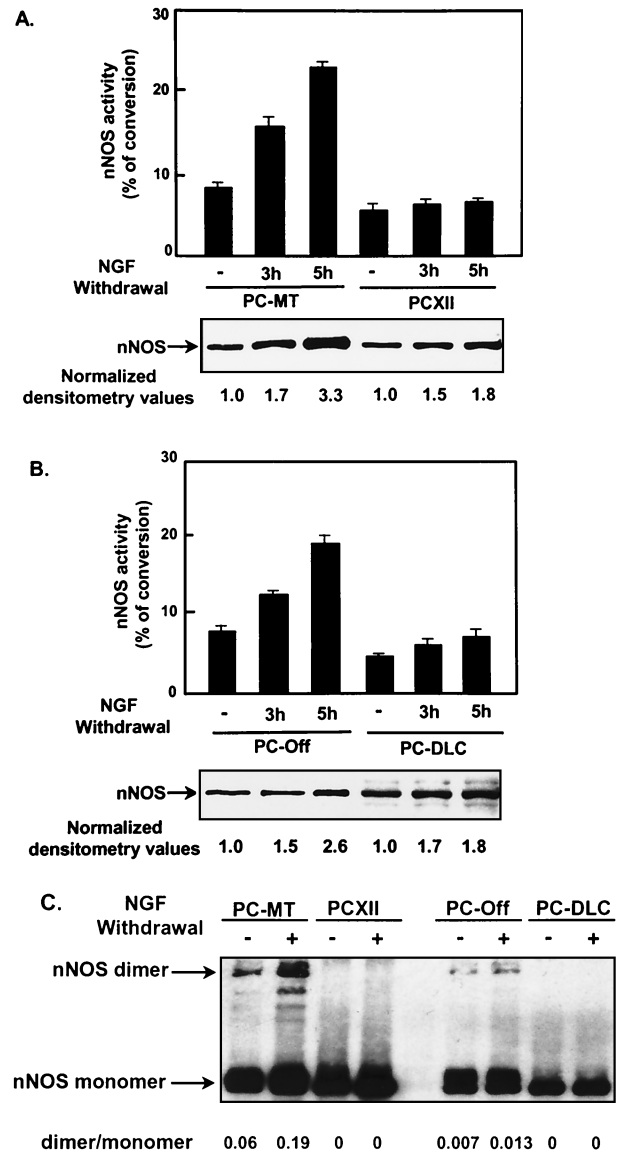 A.
nNOS activity
(% of conversion)
30
20
10
0
NGF
Withdrawal
- 3h 5h - 3h 5h
PC-MT PCXII
nNOS
Normalized
densitometry values
1.0 1.7 3.3 1.0 1.5 1.8
B.
nNOS activity
(% of conversion)
30
20
10
0
NGF
Withdrawal
- 3h 5h - 3h 5h
PC-Off PC-DLC
nNOS
Normalized
densitometry values
1.0 1.5 2.6 1.0 1.7 1.8
C.
NGF
Withdrawal
PC-MT PCXII PC-Off PC-DLC
- + - + - + - +
nNOS dimer
nNOS monomer
dimer/monomer 0.06 0.19 0 0 0.007 0.013 0 0